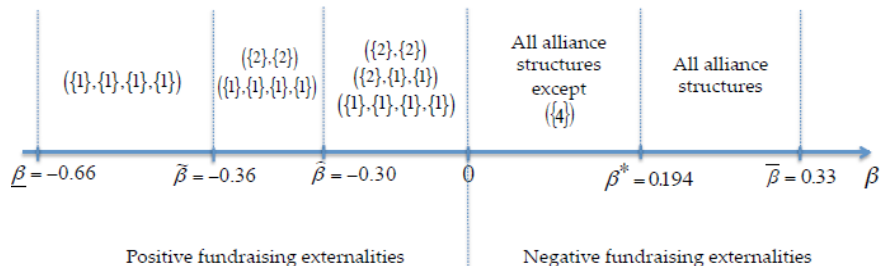 ({1},{1},{1},{1})
({2},{2})
({1},{1},{1},{1})
({2},{2})
({2},{1},{1})
({1},{1},{1},{1})
All alliance
structures
except
({4})
All alliance
structures
β̲ = −0.66
β̃ = −0.36
β̂ = −0.30
0
β* = 0.194
β̅ = 0.33
β
Positive fundraising externalities
Negative fundraising externalities